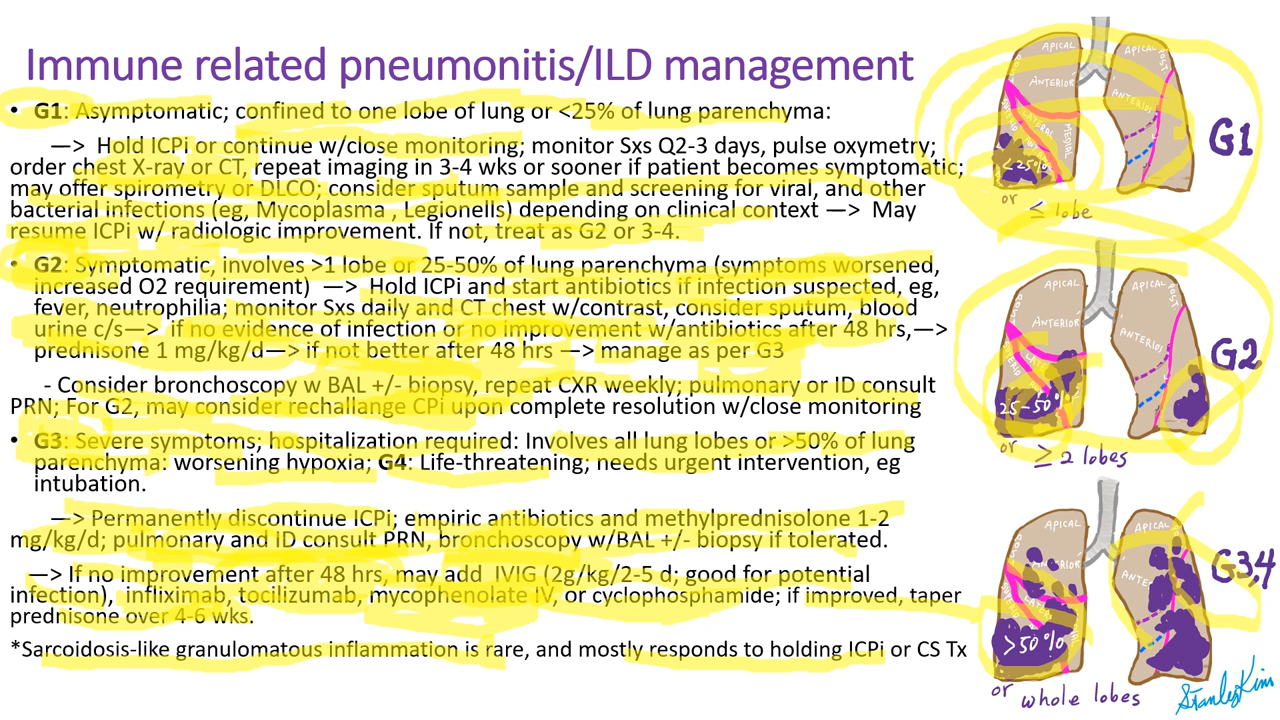 Immune related pneumonitis/ILD management
• G1: Asymptomatic; confined to one lobe of lung or <25% of lung parenchyma:
—> Hold ICPi or continue w/close monitoring; monitor Sxs Q2-3 days, pulse oxymetry;
order chest X-ray or CT, repeat imaging in 3-4 wks or sooner if patient becomes symptomatic;
may offer spirometry or DLCO; consider sputum sample and screening for viral, and other
bacterial infections (eg, Mycoplasma , Legionells) depending on clinical context —> May
resume ICPi w/ radiologic improvement. If not, treat as G2 or 3-4.
• G2: Symptomatic, involves >1 lobe or 25-50% of lung parenchyma (symptoms worsened,
increased O2 requirement) —> Hold ICPi and start antibiotics if infection suspected, eg,
fever, neutrophilia; monitor Sxs daily and CT chest w/contrast, consider sputum, blood
urine c/s—> if no evidence of infection or no improvement w/antibiotics after 48 hrs,—>
prednisone 1 mg/kg/d—> if not better after 48 hrs —> manage as per G3
- Consider bronchoscopy w BAL +/- biopsy, repeat CXR weekly; pulmonary or ID consult
PRN; For G2, may consider rechallange CPi upon complete resolution w/close monitoring
• G3: Severe symptoms; hospitalization required: Involves all lung lobes or >50% of lung
parenchyma: worsening hypoxia; G4: Life-threatening; needs urgent intervention, eg
intubation.
—> Permanently discontinue ICPi; empiric antibiotics and methylprednisolone 1-2
mg/kg/d; pulmonary and ID consult PRN, bronchoscopy w/BAL +/- biopsy if tolerated.
—> If no improvement after 48 hrs, may add IVIG (2g/kg/2-5 d; good for potential
infection), infliximab, tocilizumab, mycophenolate IV, or cyclophosphamide; if improved, taper
prednisone over 4-6 wks.
*Sarcoidosis-like granulomatous inflammation is rare, and mostly responds to holding ICPi or CS Tx
APICAL
APICAL
POST
ANTERIOR
ANTERIOR
LATERAL
MEDIAL
<25%
G1
or ≤ lobe
APICAL
APICAL
POST
ANTERIOR
ANTERIOR
25-50%
G2
or ≥ 2 lobes
APICAL
APICAL
>50%
G3,4
or whole lobes
Stanley Kim